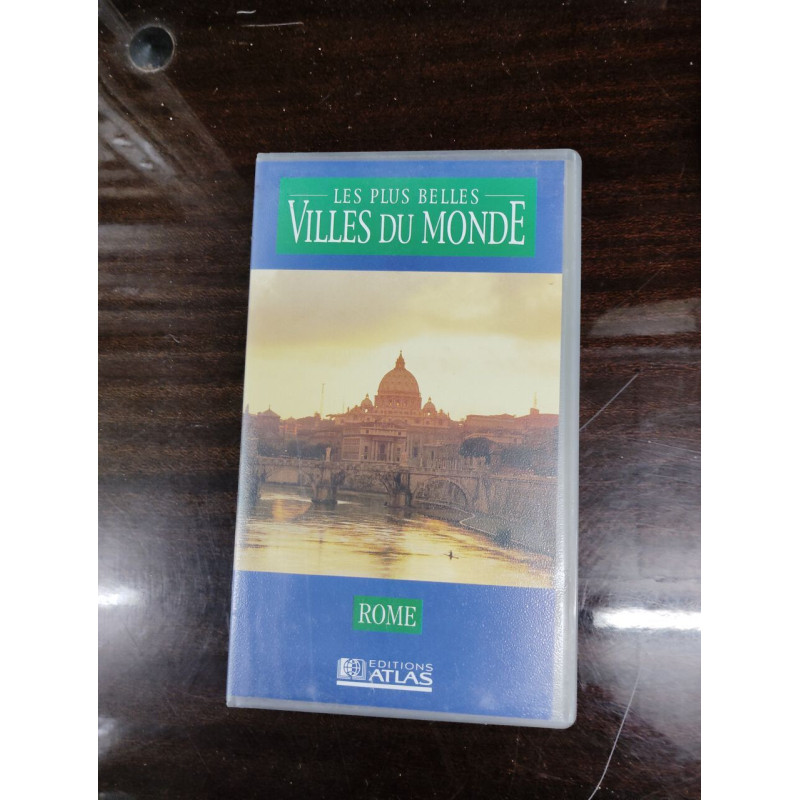 LES PLUS BELLES
VILLES DU MONDE
ROME
EDITIONS
ATLAS